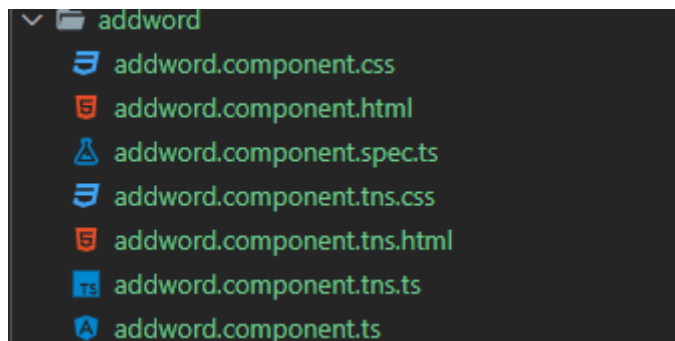 addword
addword.component.css
addword.component.html
addword.component.spec.ts
addword.component.tns.css
addword.component.tns.html
TS addword.component.tns.ts
addword.component.ts